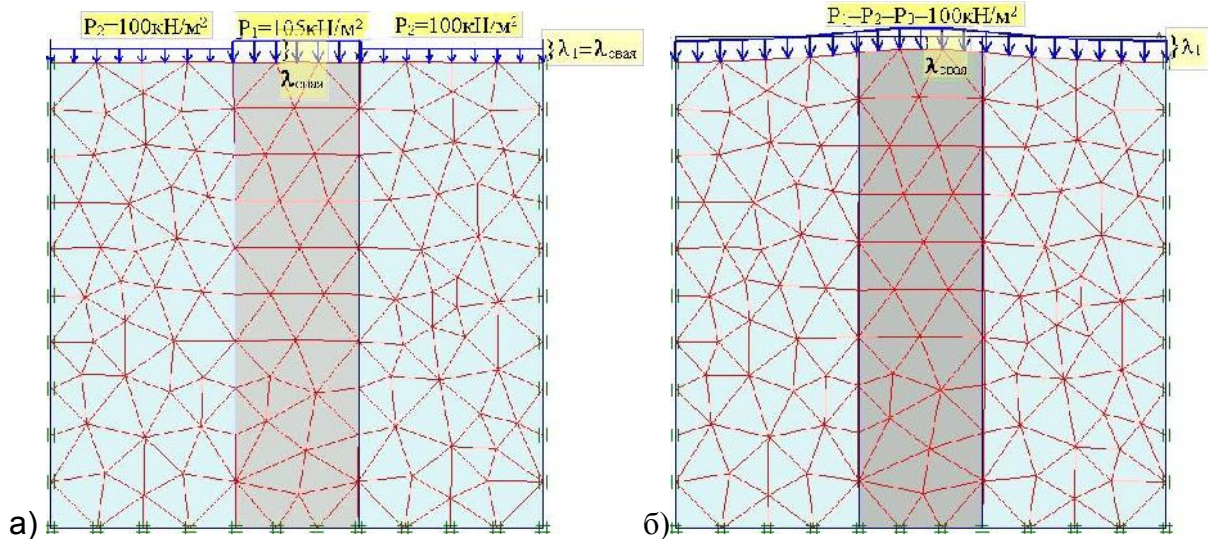 P₂=100кН/м² P₁=105кН/м² P₂=100кН/м²
λсвая
λ₁=λсвая
а)
P₁=P₂=P₃=100кН/м²
λсвая
λ₁
б)